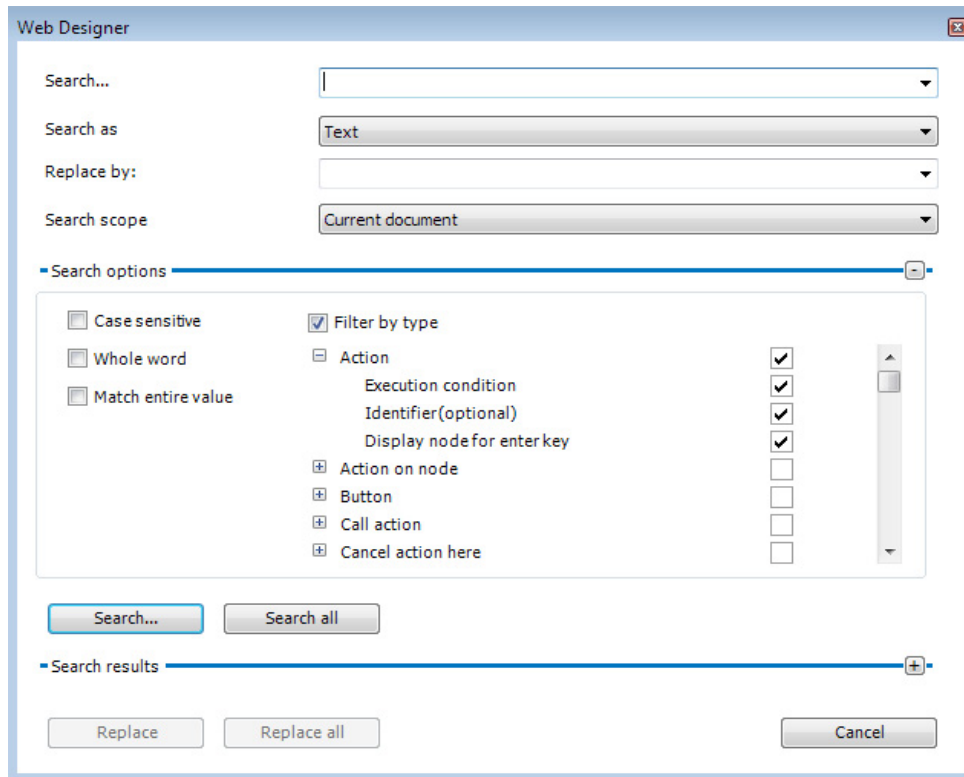 Web Designer
Search...
Search as Text
Replace by:
Search scope Current document
Search options
Case sensitive Filter by type
Whole word Action
Execution condition
Match entire value
Identifier(optional)
Display node for enter key
Action on node
Button
Call action
Cancel action here
Search... Search all
Search results
Replace Replace all Cancel